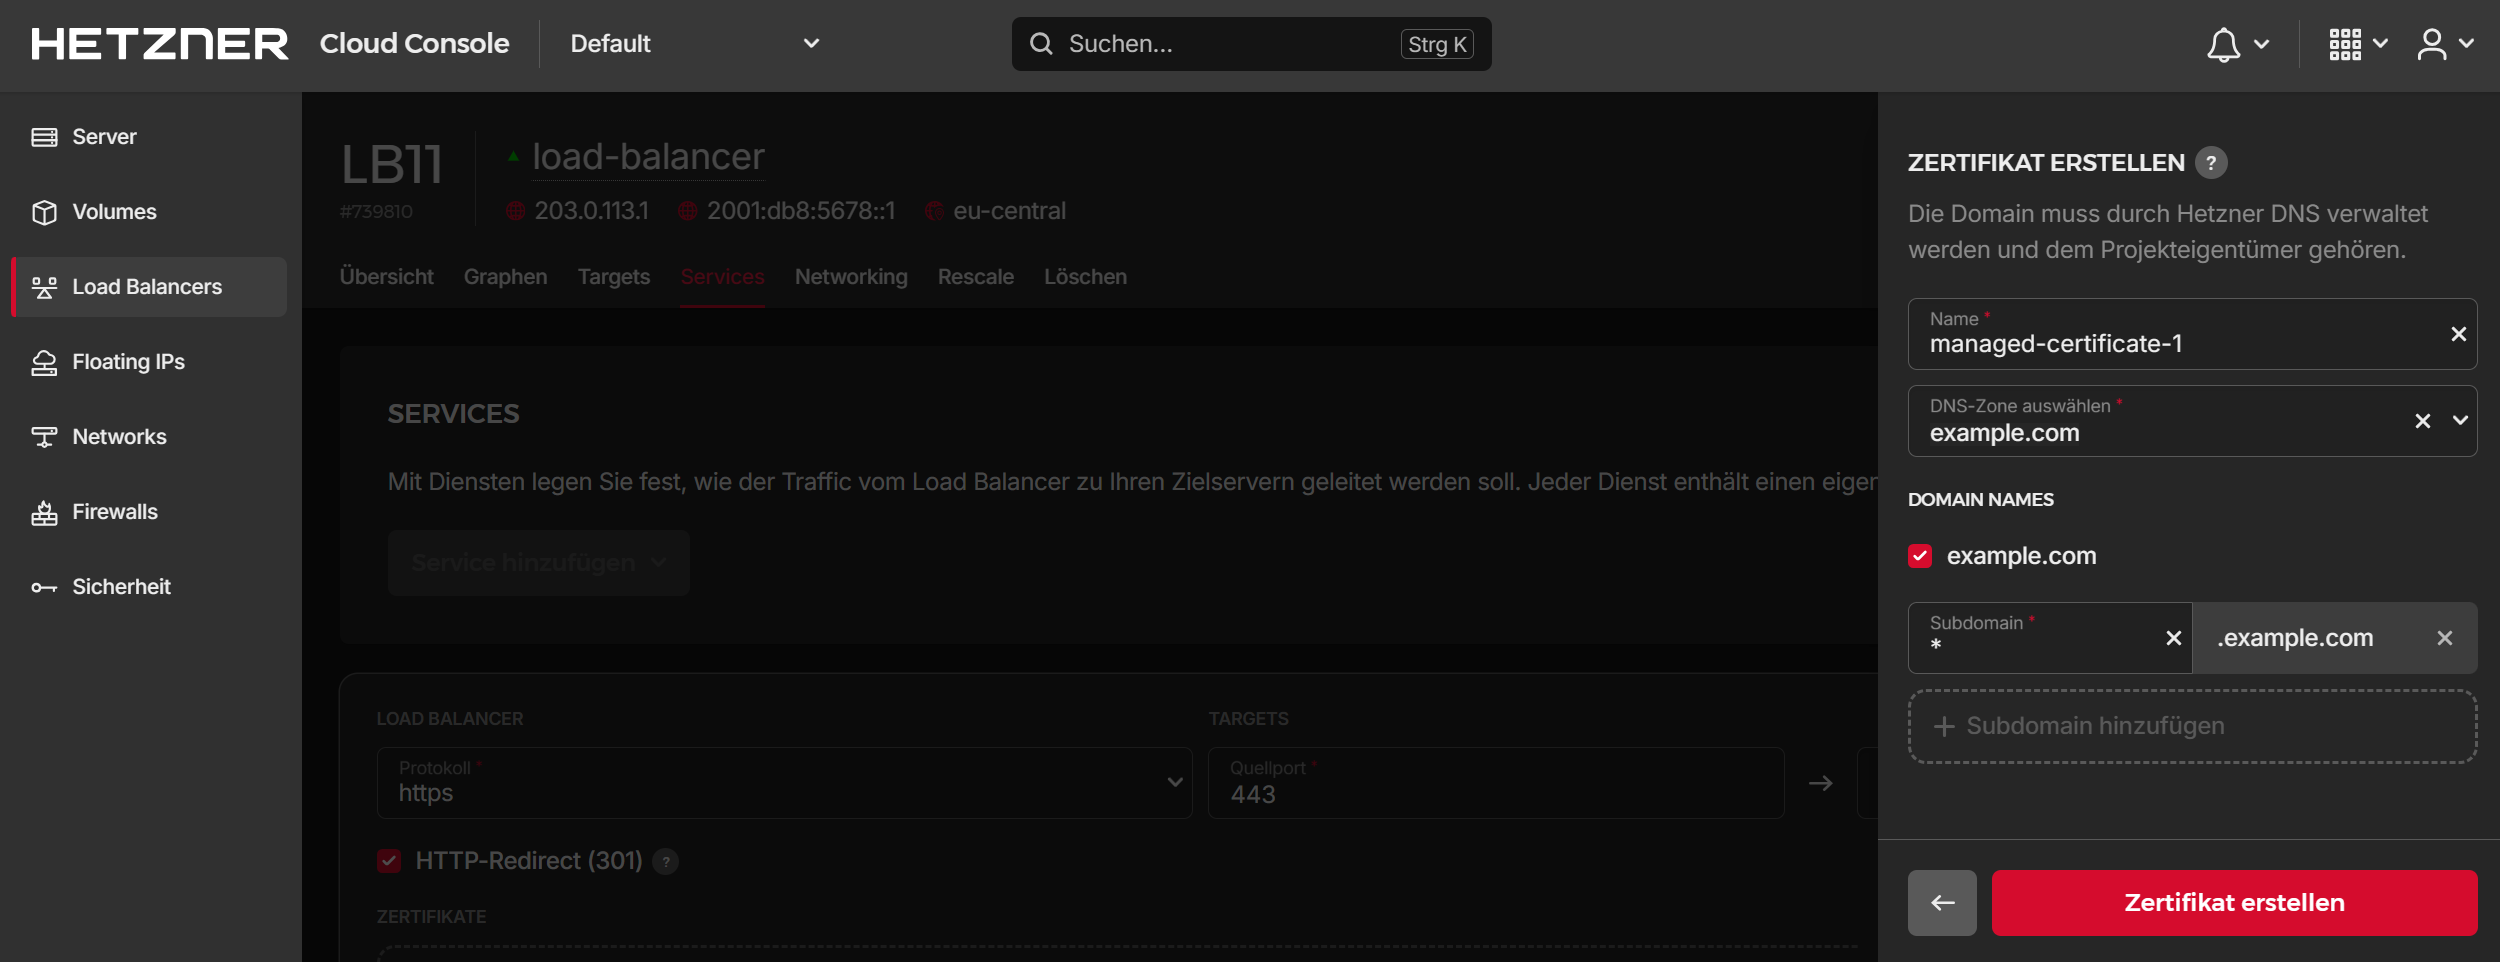 HETZNER Cloud Console Default Suchen... Strg K
Server
Volumes
Load Balancers
Floating IPs
Networks
Firewalls
Sicherheit
LB11
#739810
load-balancer
203.0.113.1 2001:db8:5678::1 eu-central
Übersicht Graphen Targets Services Networking Rescale Löschen
SERVICES
Mit Diensten legen Sie fest, wie der Traffic vom Load Balancer zu Ihren Zielservern geleitet werden soll. Jeder Dienst enthält einen eiger
Service hinzufügen
LOAD BALANCER
Protokoll *
https
TARGETS
Quellport *
443
HTTP-Redirect (301) ?
ZERTIFIKATE
ZERTIFIKAT ERSTELLEN ?
Die Domain muss durch Hetzner DNS verwaltet
werden und dem Projekteigentümer gehören.
Name *
managed-certificate-1
DNS-Zone auswählen *
example.com
DOMAIN NAMES
example.com
Subdomain *
* .example.com
+ Subdomain hinzufügen
Zertifikat erstellen